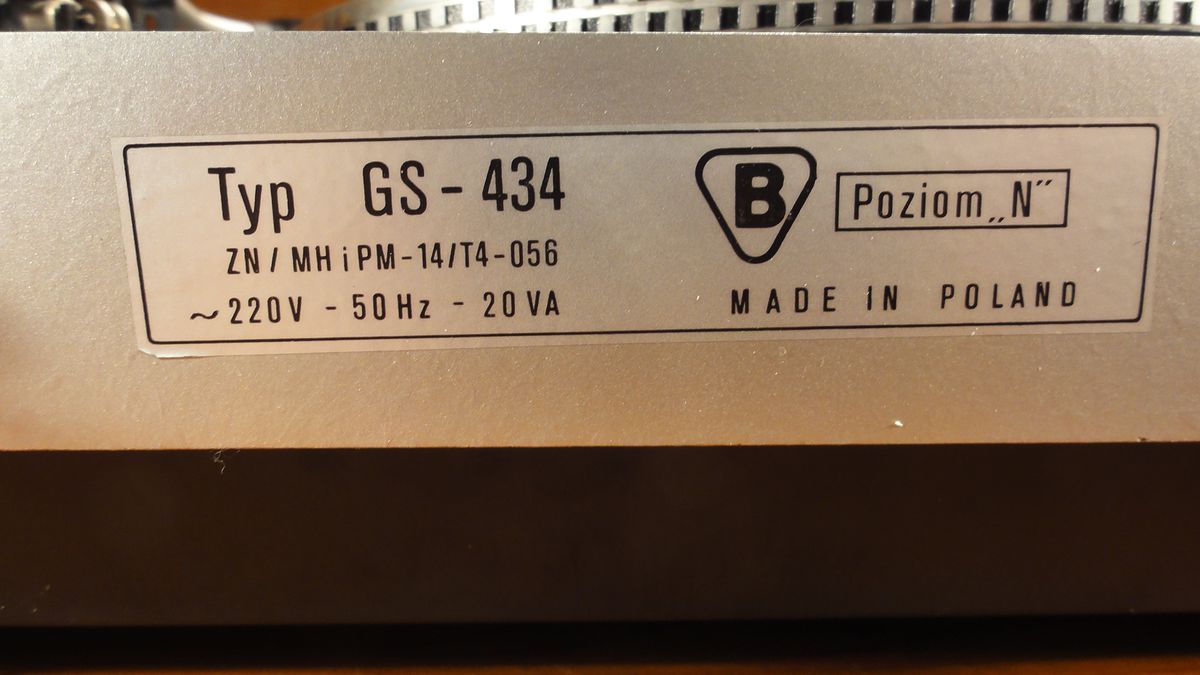 Typ GS-434
ZN/MHiPM-14/T4-056
~220V - 50Hz - 20VA
B
Poziom „N”
MADE IN POLAND